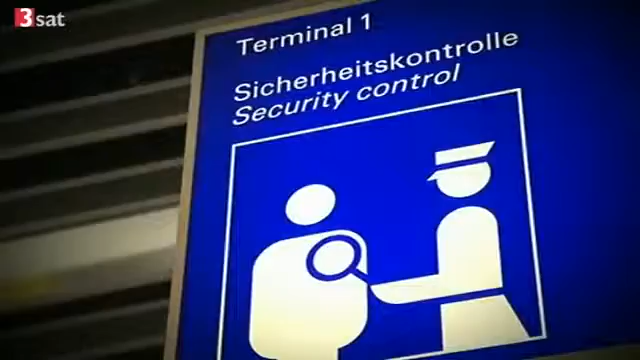 3sat
Terminal 1
Sicherheitskontrolle
Security control